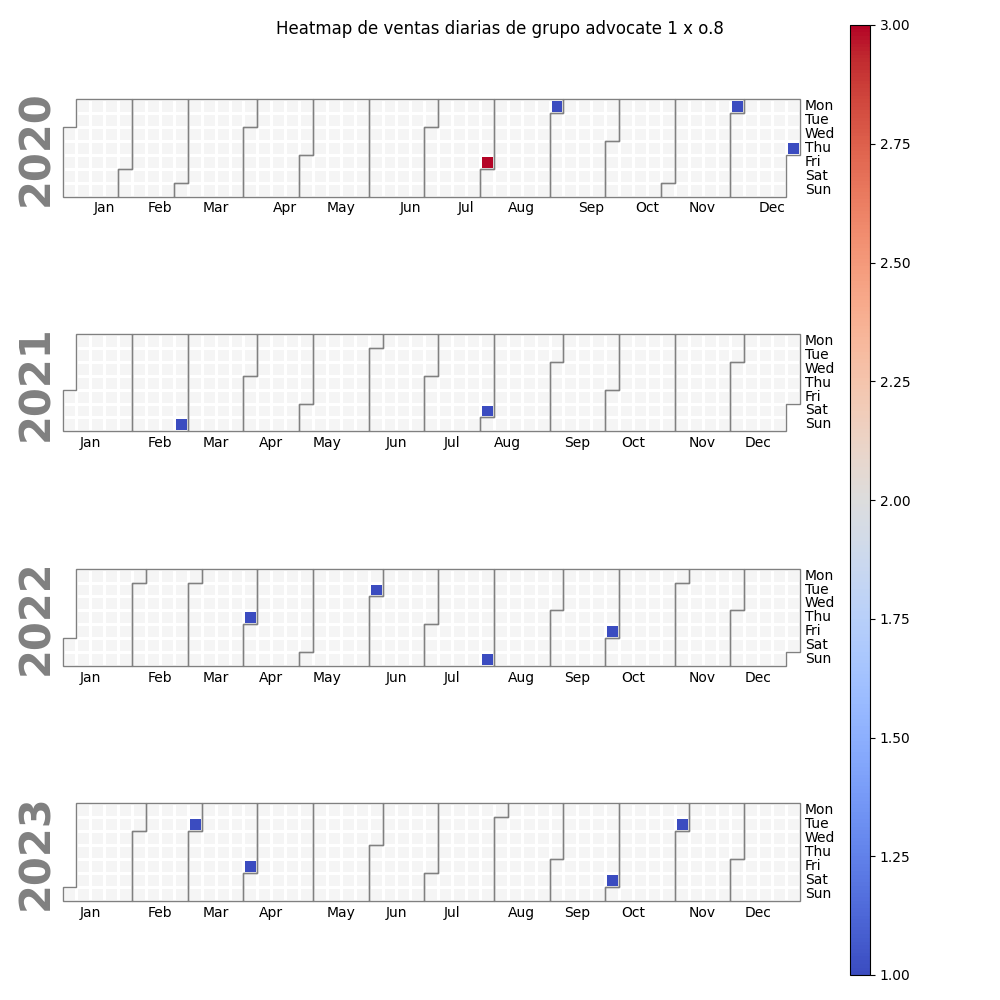 Heatmap de ventas diarias de grupo advocate 1 x o.8
2020
Mon
Tue
Wed
Thu
Fri
Sat
Sun
Jan Feb Mar Apr May Jun Jul Aug Sep Oct Nov Dec
2021
Mon
Tue
Wed
Thu
Fri
Sat
Sun
Jan Feb Mar Apr May Jun Jul Aug Sep Oct Nov Dec
2022
Mon
Tue
Wed
Thu
Fri
Sat
Sun
Jan Feb Mar Apr May Jun Jul Aug Sep Oct Nov Dec
2023
Mon
Tue
Wed
Thu
Fri
Sat
Sun
Jan Feb Mar Apr May Jun Jul Aug Sep Oct Nov Dec
3.00
2.75
2.50
2.25
2.00
1.75
1.50
1.25
1.00